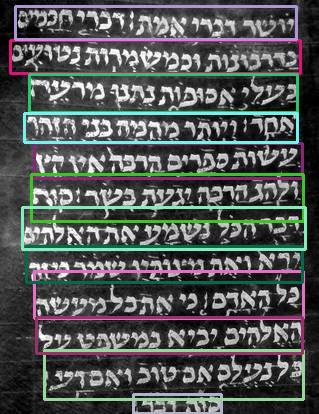 ויושר דברי אמת: דברי חכמים
כדרבונות וכמשמירות נטועים
בעלי אסופות נתנו מירעה
אחד: ויותר מהמה בני הזהר
עשות ספרים הרבה אין קץ
ולהג הרבה יגעת בשר: סוף
דבר הכל נשמע את האלהים
ירא ואת מצותיו שמור כי זה
כל האדם: כי את כל מעשה
האלהים יביא במשפט על
כל נעלם אם טוב ואם רע:
סוף דבר